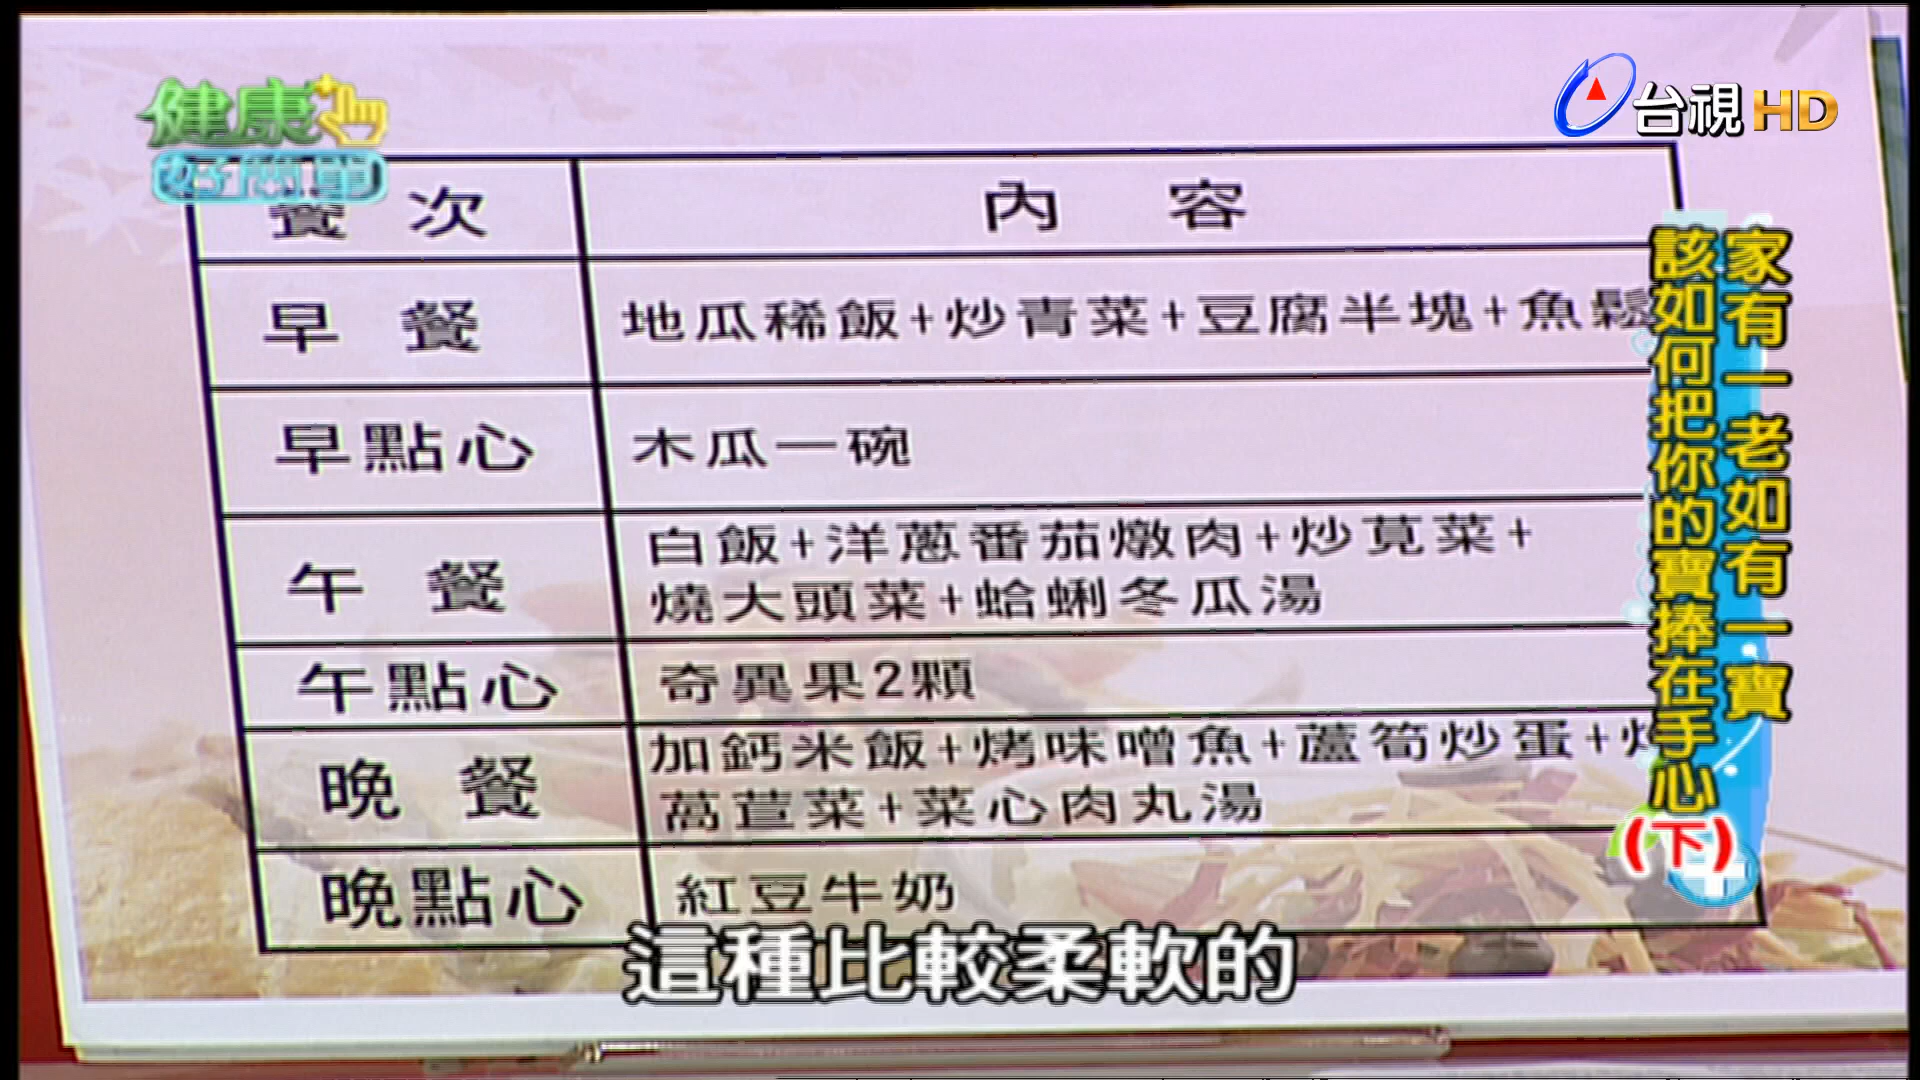 健康+
好簡單
台視HD
餐次 內容
早餐 地瓜稀飯+炒青菜+豆腐半塊+魚鬆
早點心 木瓜一碗
午餐 白飯+洋蔥番茄燉肉+炒莧菜+
燒大頭菜+蛤蜊冬瓜湯
午點心 奇異果2顆
晚餐 加鈣米飯+烤味噌魚+蘆筍炒蛋+炒
萵苣菜+菜心肉丸湯
晚點心 紅豆牛奶
家有一老如有一寶
該如何把你的寶捧在手心
(下)
這種比較柔軟的